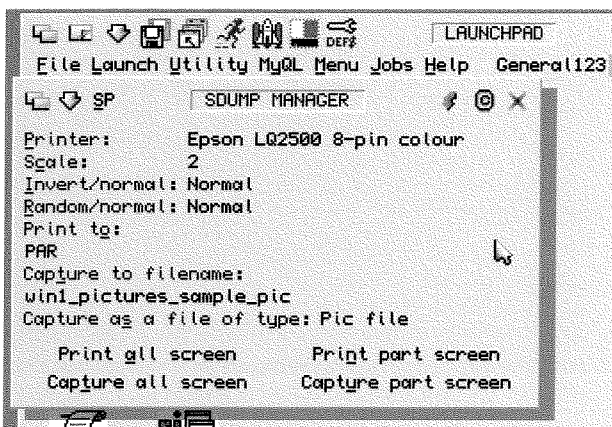 DEFS
LAUNCHPAD
File Launch Utility MyQL Menu Jobs Help General123
SP SDUMP MANAGER
Printer: Epson LQ2500 8-pin colour
Scale: 2
Invert/normal: Normal
Random/normal: Normal
Print to:
PAR
Capture to filename:
win1_pictures_sample_pic
Capture as a file of type: Pic file
Print all screen Print part screen
Capture all screen Capture part screen